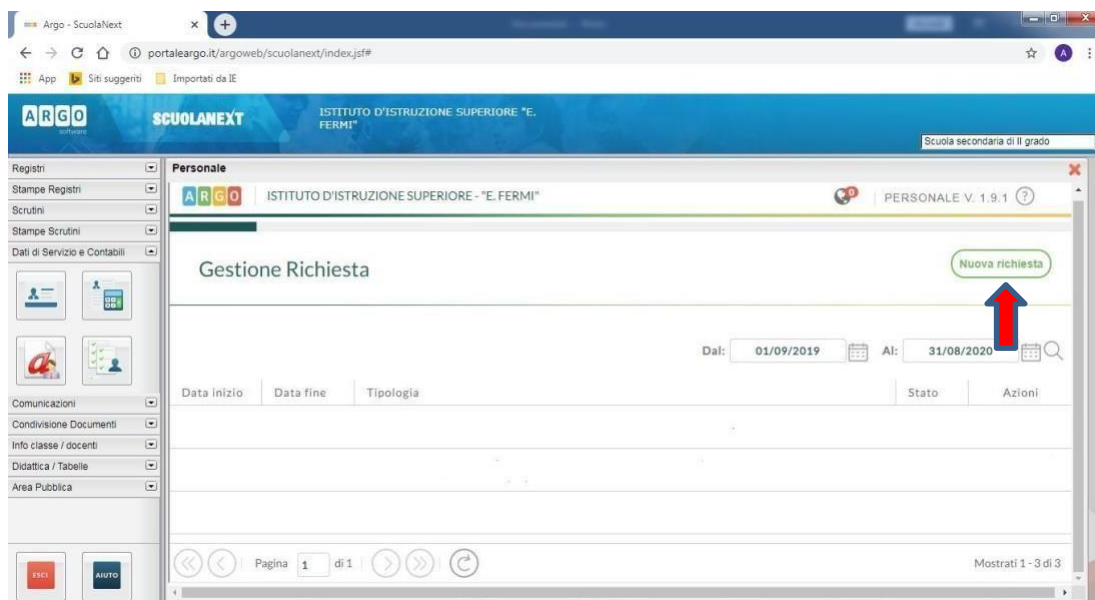 Argo - ScuolaNext
portaleargo.it/argoweb/scuolanext/index.jsf#
A
App Siti suggeriti Importati da IE
ARGO
software
SCUOLANEXT
ISTITUTO D'ISTRUZIONE SUPERIORE "E.
FERMI"
Scuola secondaria di II grado
Registri
Stampe Registri
Scrutini
Stampe Scrutini
Dati di Servizio e Contabili
Comunicazioni
Condivisione Documenti
Info classe / docenti
Didattica / Tabelle
Area Pubblica
ESCI
AIUTO
Personale
ARGO
ISTITUTO D'ISTRUZIONE SUPERIORE - "E. FERMI"
0
PERSONALE V. 1.9.1 ?
Gestione Richiesta
Nuova richiesta
Dal: 01/09/2019 Al: 31/08/2020
Data inizio Data fine Tipologia Stato Azioni
Pagina 1 di 1
Mostrati 1 - 3 di 3